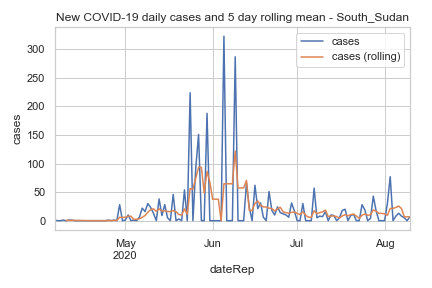 New COVID-19 daily cases and 5 day rolling mean - South_Sudan
cases
cases (rolling)
300
250
200
150
100
50
0
cases
May
2020
Jun
Jul
Aug
dateRep